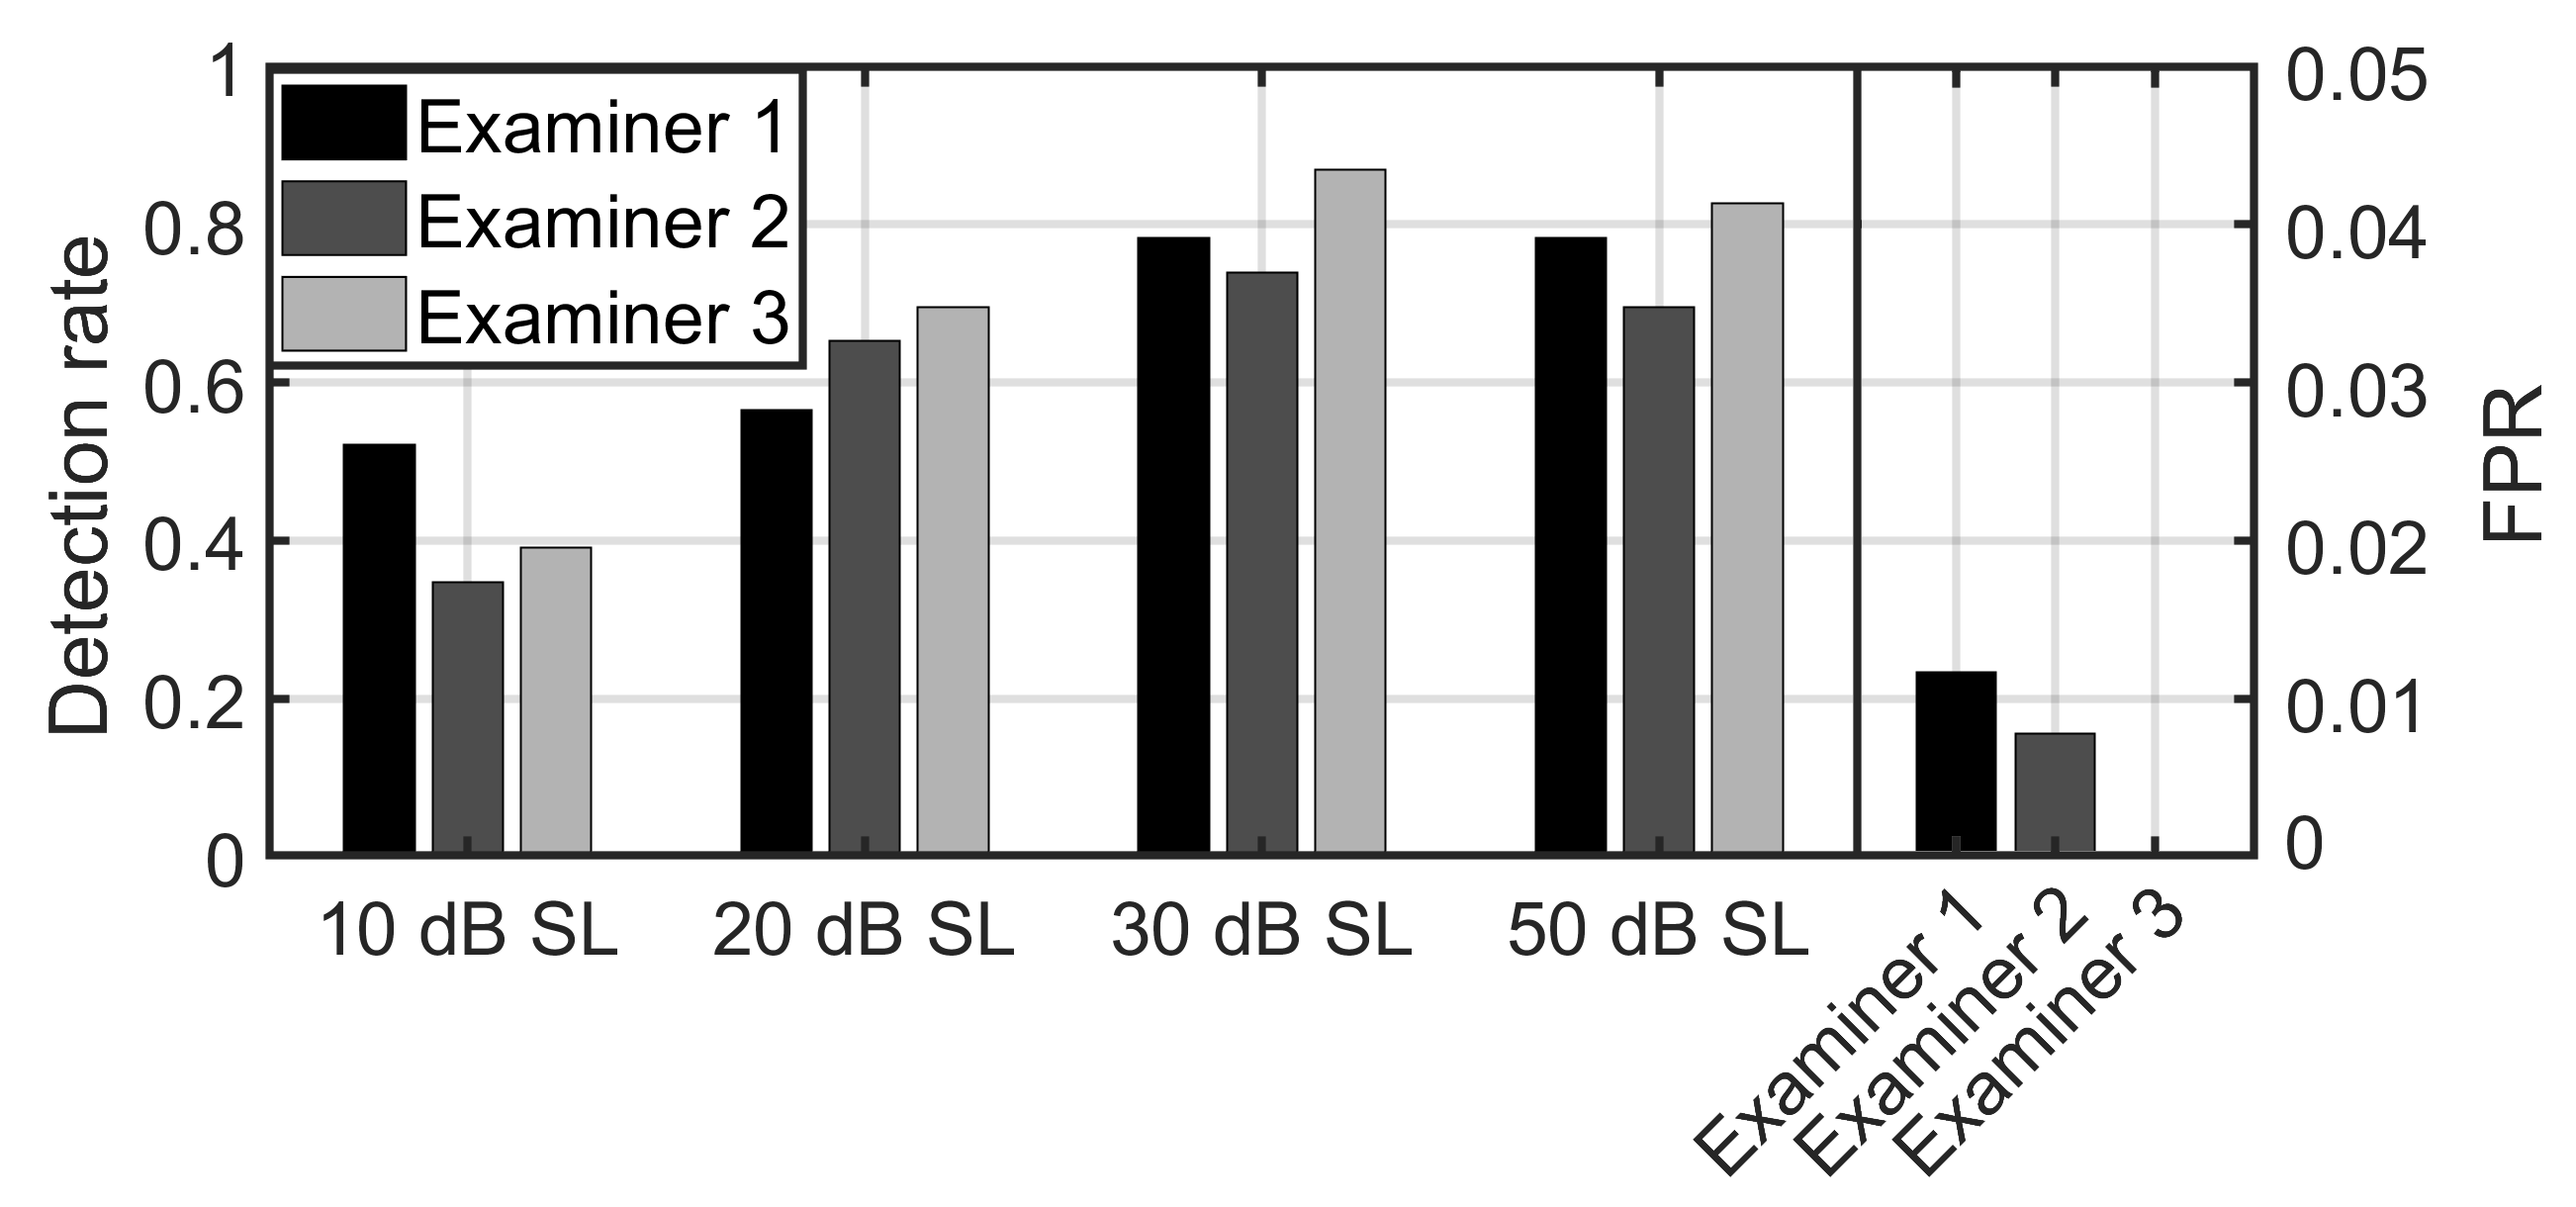 Detection rate
1
0.8
0.6
0.4
0.2
0
Examiner 1
Examiner 2
Examiner 3
10 dB SL
20 dB SL
30 dB SL
50 dB SL
Examiner 1
Examiner 2
Examiner 3
0.05
0.04
0.03
0.02
0.01
0
FPR